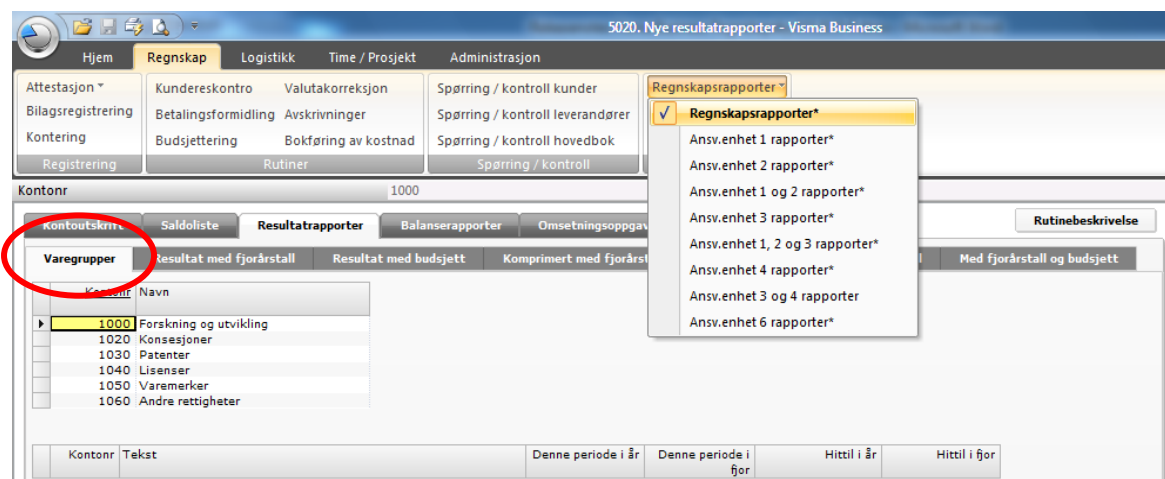 5020. Nye resultatrapporter - Visma Business
Hjem Regnskap Logistikk Time / Prosjekt Administrasjon
Attestasjon Kundereskontro Valutakorreksjon Spørring / kontroll kunder Regnskapsrapporter
Bilagsregistrering Betalingsformidling Avskrivninger Spørring / kontroll leverandører
Kontering Budsjettering Bokføring av kostnad Spørring / kontroll hovedbok
Registrering Rutiner Spørring / kontroll
Regnskapsrapporter*
Ansv.enhet 1 rapporter*
Ansv.enhet 2 rapporter*
Ansv.enhet 1 og 2 rapporter*
Ansv.enhet 3 rapporter*
Ansv.enhet 1, 2 og 3 rapporter*
Ansv.enhet 4 rapporter*
Ansv.enhet 3 og 4 rapporter
Ansv.enhet 6 rapporter*
Kontonr 1000
Kontoutskrift Saldoliste Resultatrapporter Balanserapporter Omsetningsoppgav Rutinebeskrivelse
Varegrupper Resultat med fjorårstall Resultat med budsjett Komprimert med fjorårst Med fjorårstall og budsjett
Kontonr Navn
1000 Forskning og utvikling
1020 Konsesjoner
1030 Patenter
1040 Lisenser
1050 Varemerker
1060 Andre rettigheter
Kontonr Tekst Denne periode i år Denne periode i fjor Hittil i år Hittil i fjor